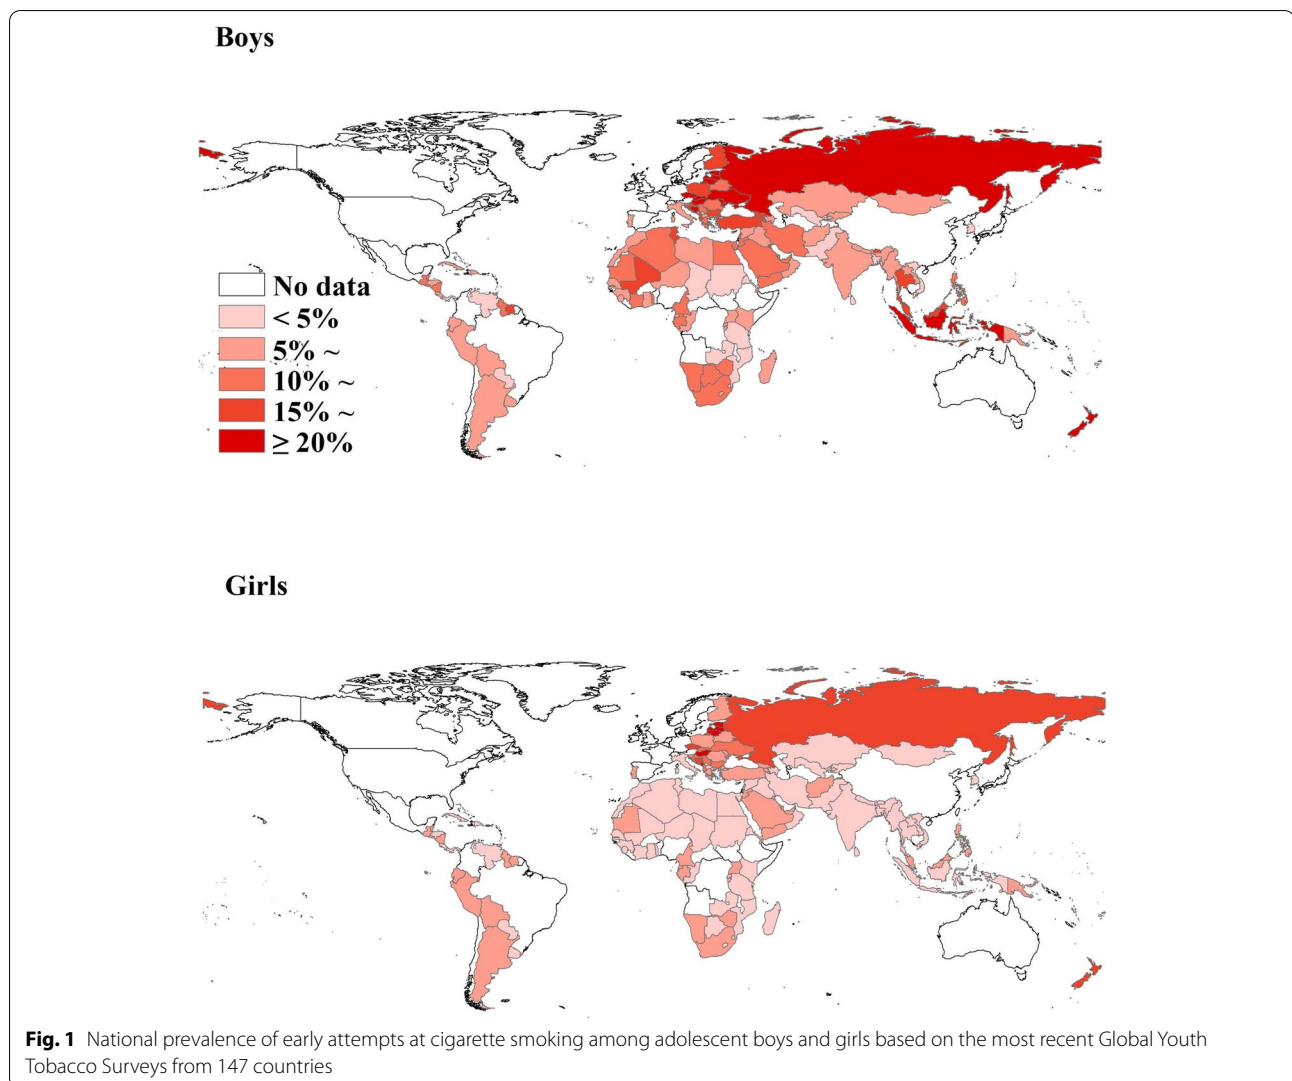 Boys
No data
< 5%
5% ~
10% ~
15% ~
≥ 20%
Girls
Fig. 1 National prevalence of early attempts at cigarette smoking among adolescent boys and girls based on the most recent Global Youth
Tobacco Surveys from 147 countries